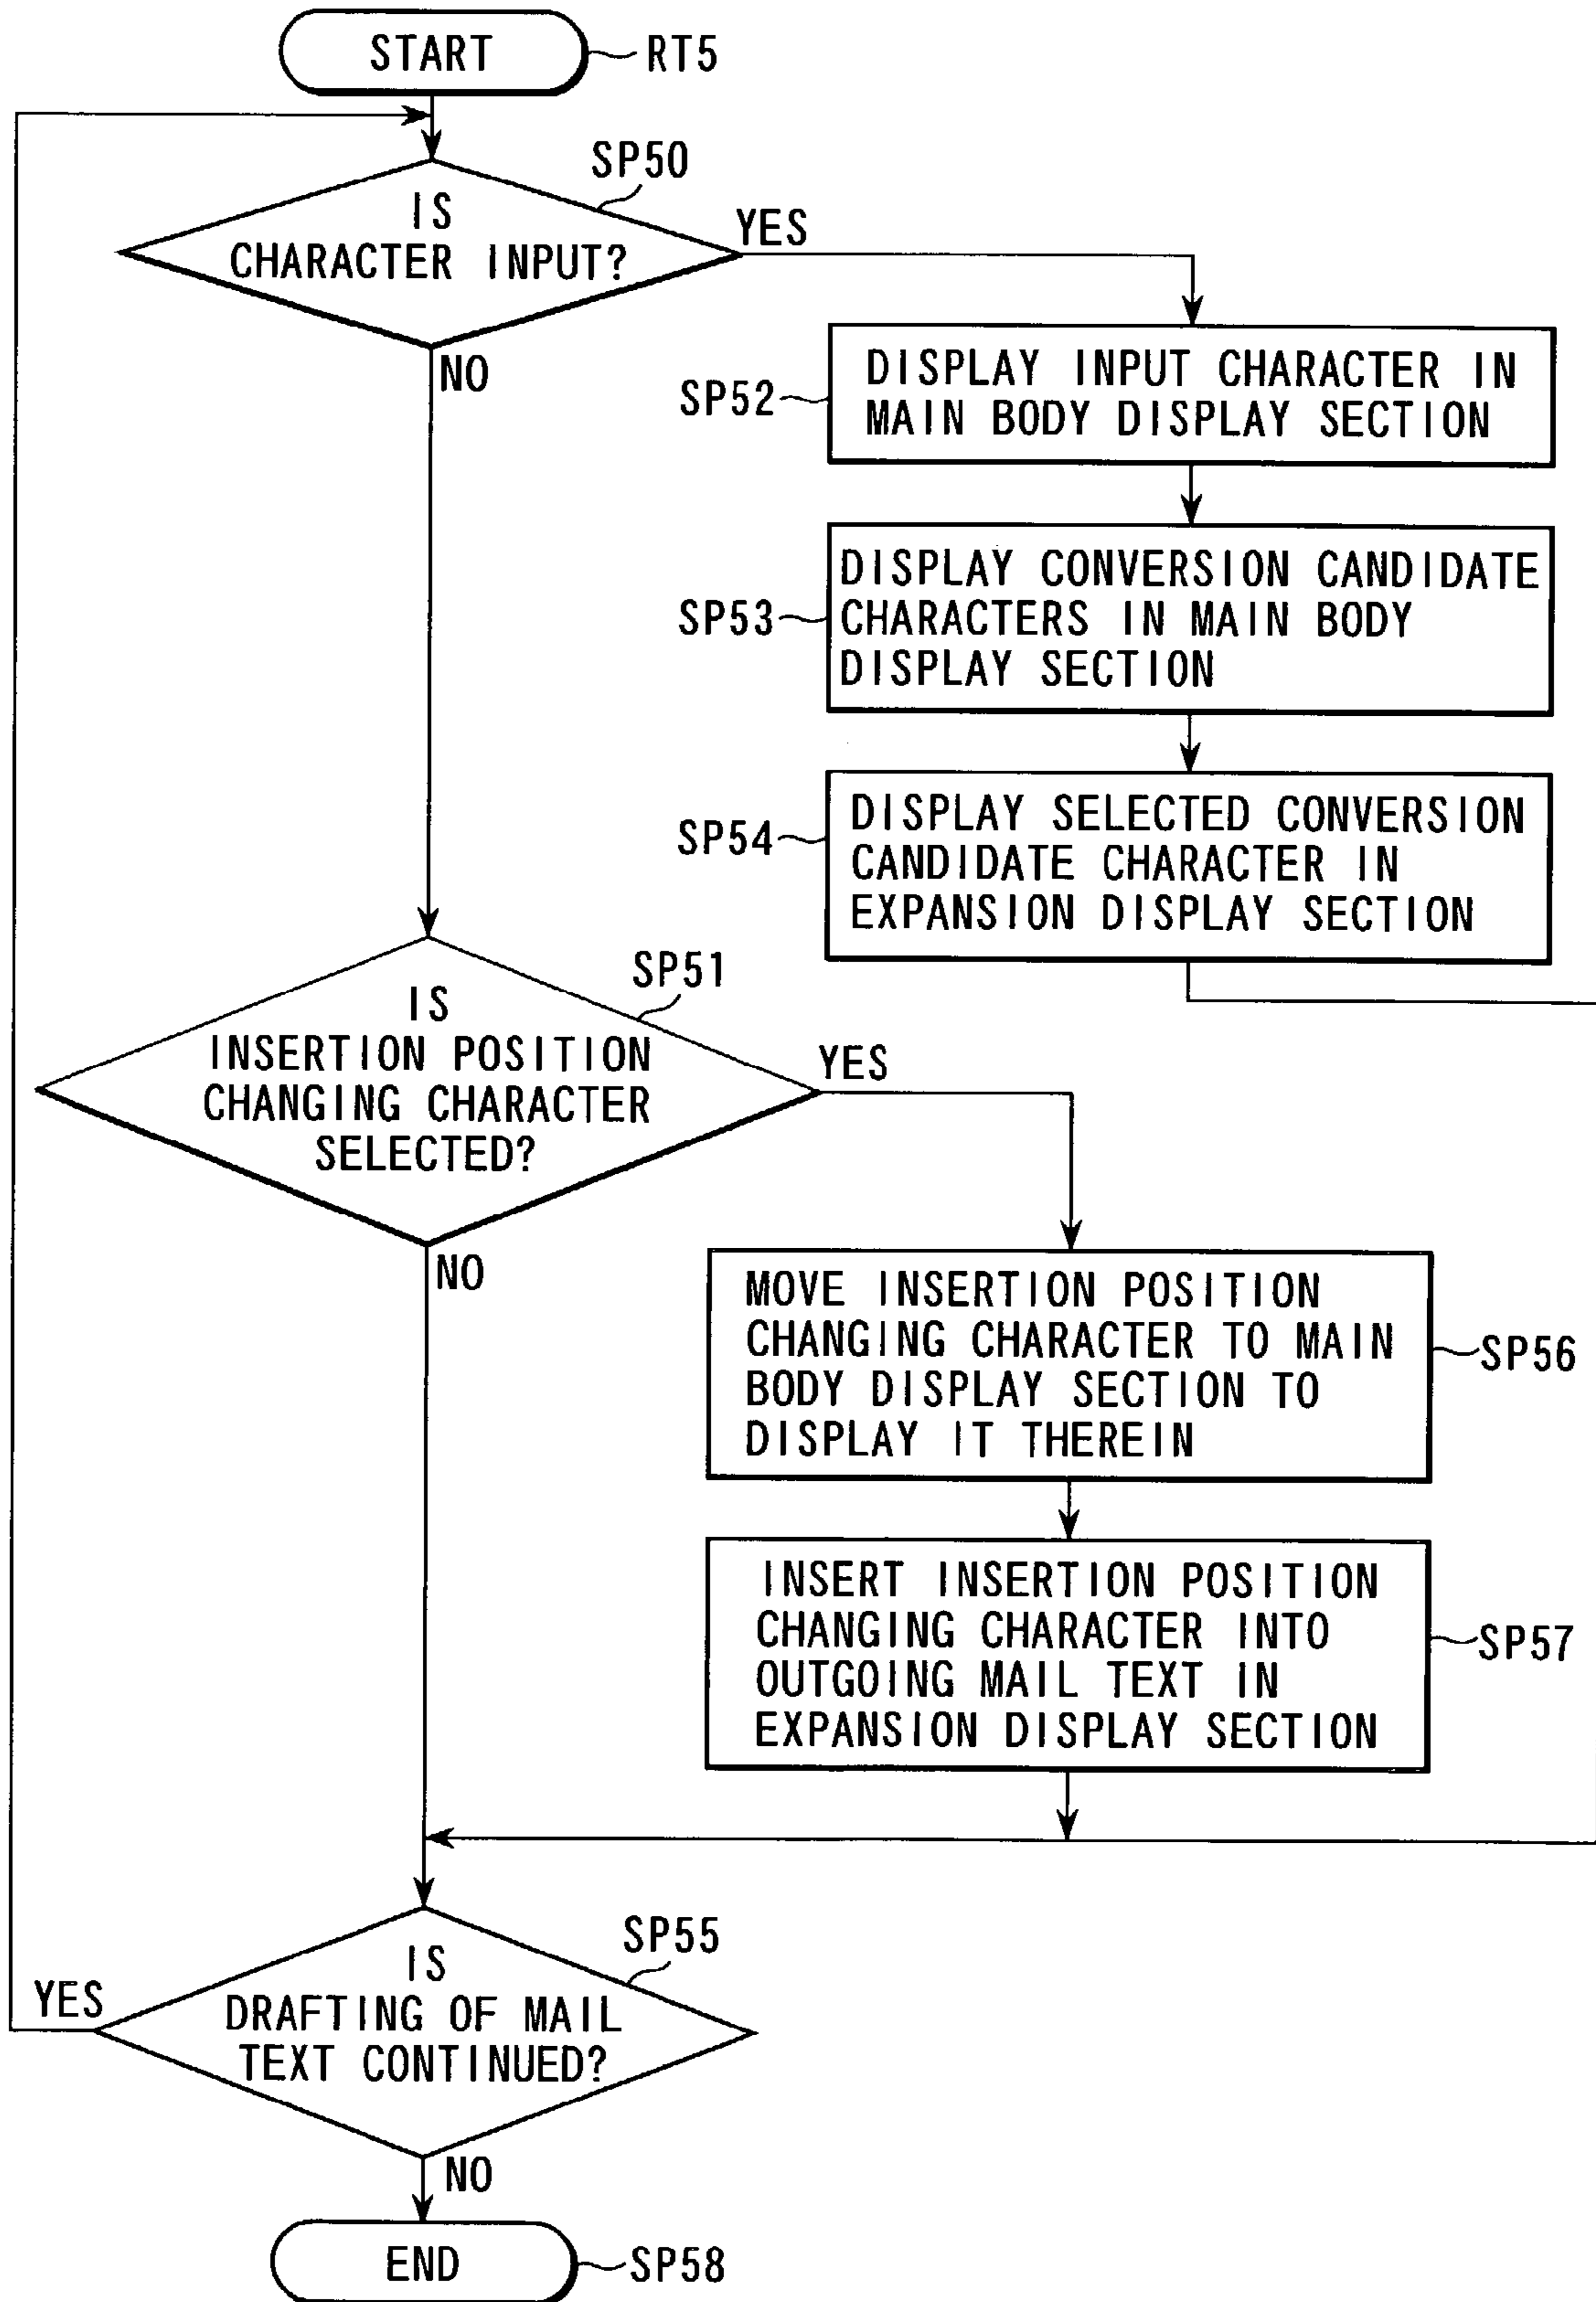 START
RT5
SP50
IS
CHARACTER INPUT?
YES
NO
SP52
DISPLAY INPUT CHARACTER IN
MAIN BODY DISPLAY SECTION
SP53
DISPLAY CONVERSION CANDIDATE
CHARACTERS IN MAIN BODY
DISPLAY SECTION
SP54
DISPLAY SELECTED CONVERSION
CANDIDATE CHARACTER IN
EXPANSION DISPLAY SECTION
SP51
IS
INSERTION POSITION
CHANGING CHARACTER
SELECTED?
YES
NO
MOVE INSERTION POSITION
CHANGING CHARACTER TO MAIN
BODY DISPLAY SECTION TO
DISPLAY IT THEREIN
SP56
INSERT INSERTION POSITION
CHANGING CHARACTER INTO
OUTGOING MAIL TEXT IN
EXPANSION DISPLAY SECTION
SP57
SP55
IS
DRAFTING OF MAIL
TEXT CONTINUED?
YES
NO
END
SP58